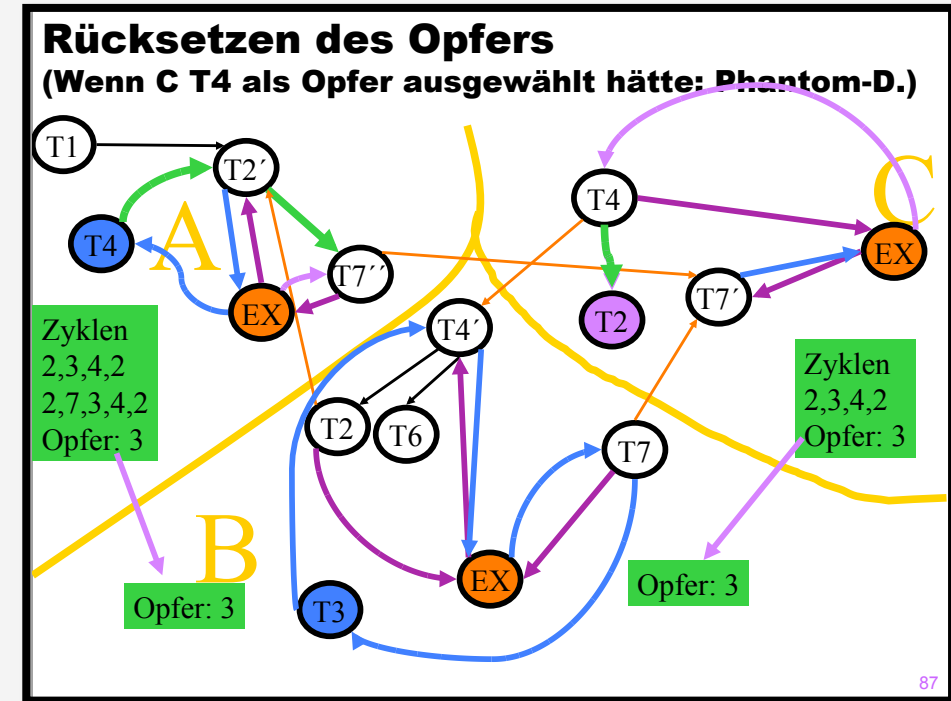 Rücksetzen des Opfers
(Wenn C T4 als Opfer ausgewählt hätte: Phantom-D.)
T1
T2´
T4
A
EX
T7´´
T4
C
EX
T2
T7´
Zyklen
2,3,4,2
2,7,3,4,2
Opfer: 3
T4´
T2
T6
T7
Zyklen
2,3,4,2
Opfer: 3
B
EX
T3
Opfer: 3
Opfer: 3
87